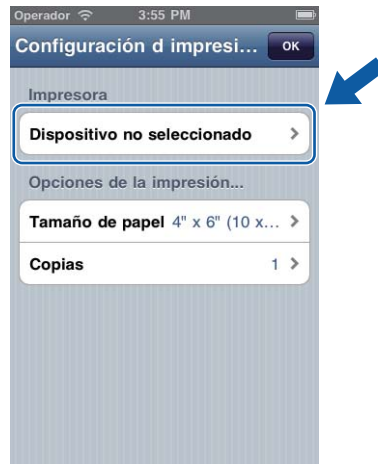 Operador 3:55 PM
Configuración d impresi... OK
Impresora
Dispositivo no seleccionado
Opciones de la impresión...
Tamaño de papel 4" x 6" (10 x...
Copias 1